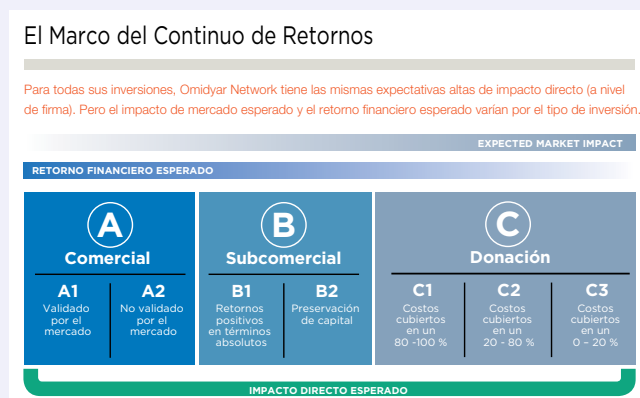 El Marco del Continuo de Retornos
Para todas sus inversiones, Omidyar Network tiene las mismas expectativas altas de impacto directo (a nivel
de firma). Pero el impacto de mercado esperado y el retorno financiero esperado varían por el tipo de inversión.
EXPECTED MARKET IMPACT
RETORNO FINANCIERO ESPERADO
A
Comercial
A1
Validado
por el
mercado
A2
No validado
por el
mercado
B
Subcomercial
B1
Retornos
positivos
en términos
absolutos
B2
Preservación
de capital
C
Donación
C1
Costos
cubiertos
en un
80 -100 %
C2
Costos
cubiertos
en un
20 - 80 %
C3
Costos
cubiertos
en un
0 – 20 %
IMPACTO DIRECTO ESPERADO